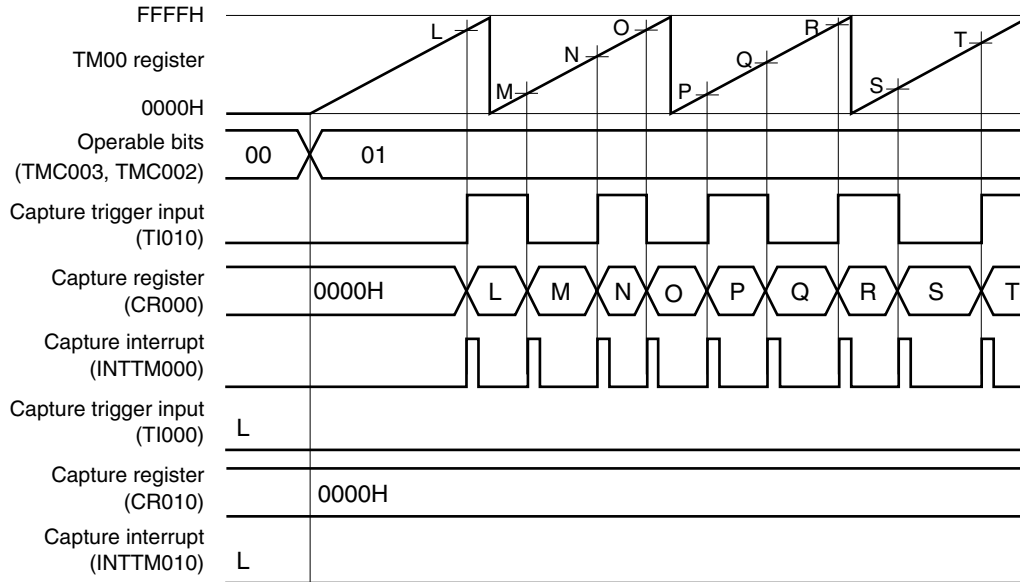 FFFFH
TM00 register
0000H
L
M
N
O
P
Q
R
S
T
Operable bits
(TMC003, TMC002)
00
01
Capture trigger input
(TI010)
Capture register
(CR000)
0000H
L
M
N
O
P
Q
R
S
T
Capture interrupt
(INTTM000)
Capture trigger input
(TI000)
L
Capture register
(CR010)
0000H
Capture interrupt
(INTTM010)
L